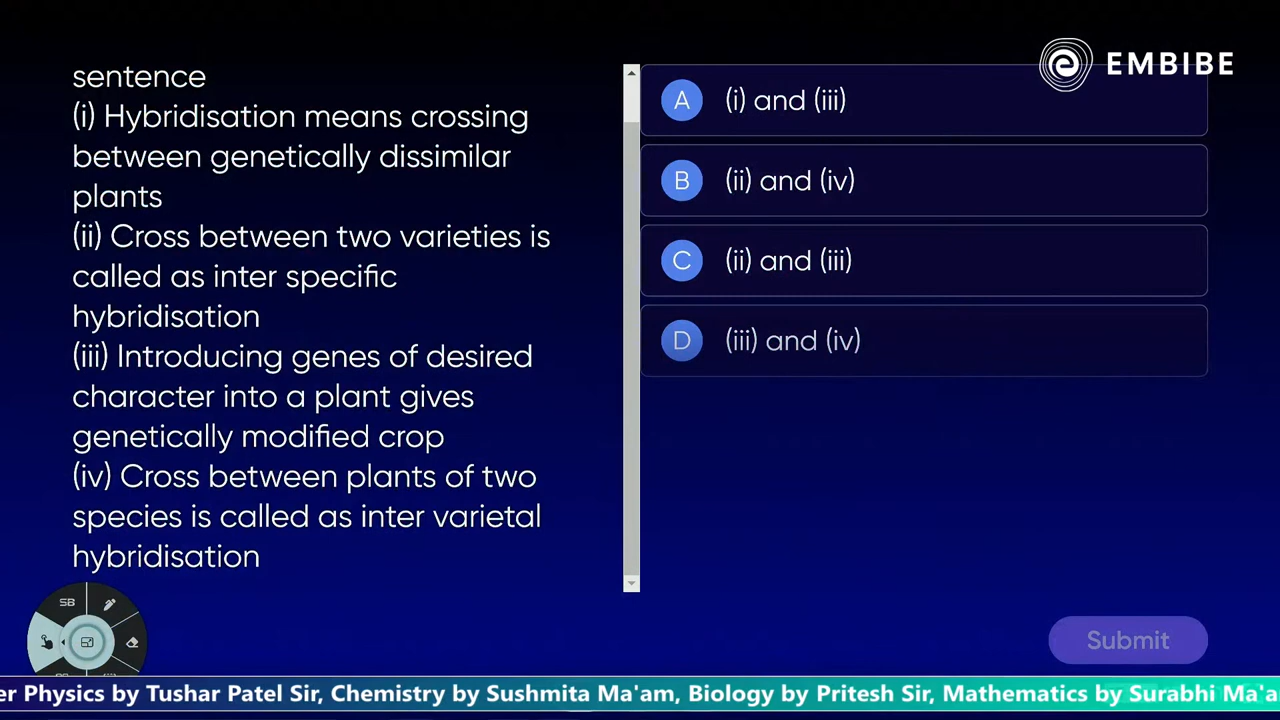 EMBIBE
sentence
(i) Hybridisation means crossing
between genetically dissimilar
plants
(ii) Cross between two varieties is
called as inter specific
hybridisation
(iii) Introducing genes of desired
character into a plant gives
genetically modified crop
(iv) Cross between plants of two
species is called as inter varietal
hybridisation
A (i) and (iii)
B (ii) and (iv)
C (ii) and (iii)
D (iii) and (iv)
SB
Submit
er Physics by Tushar Patel Sir, Chemistry by Sushmita Ma'am, Biology by Pritesh Sir, Mathematics by Surabhi Ma'a